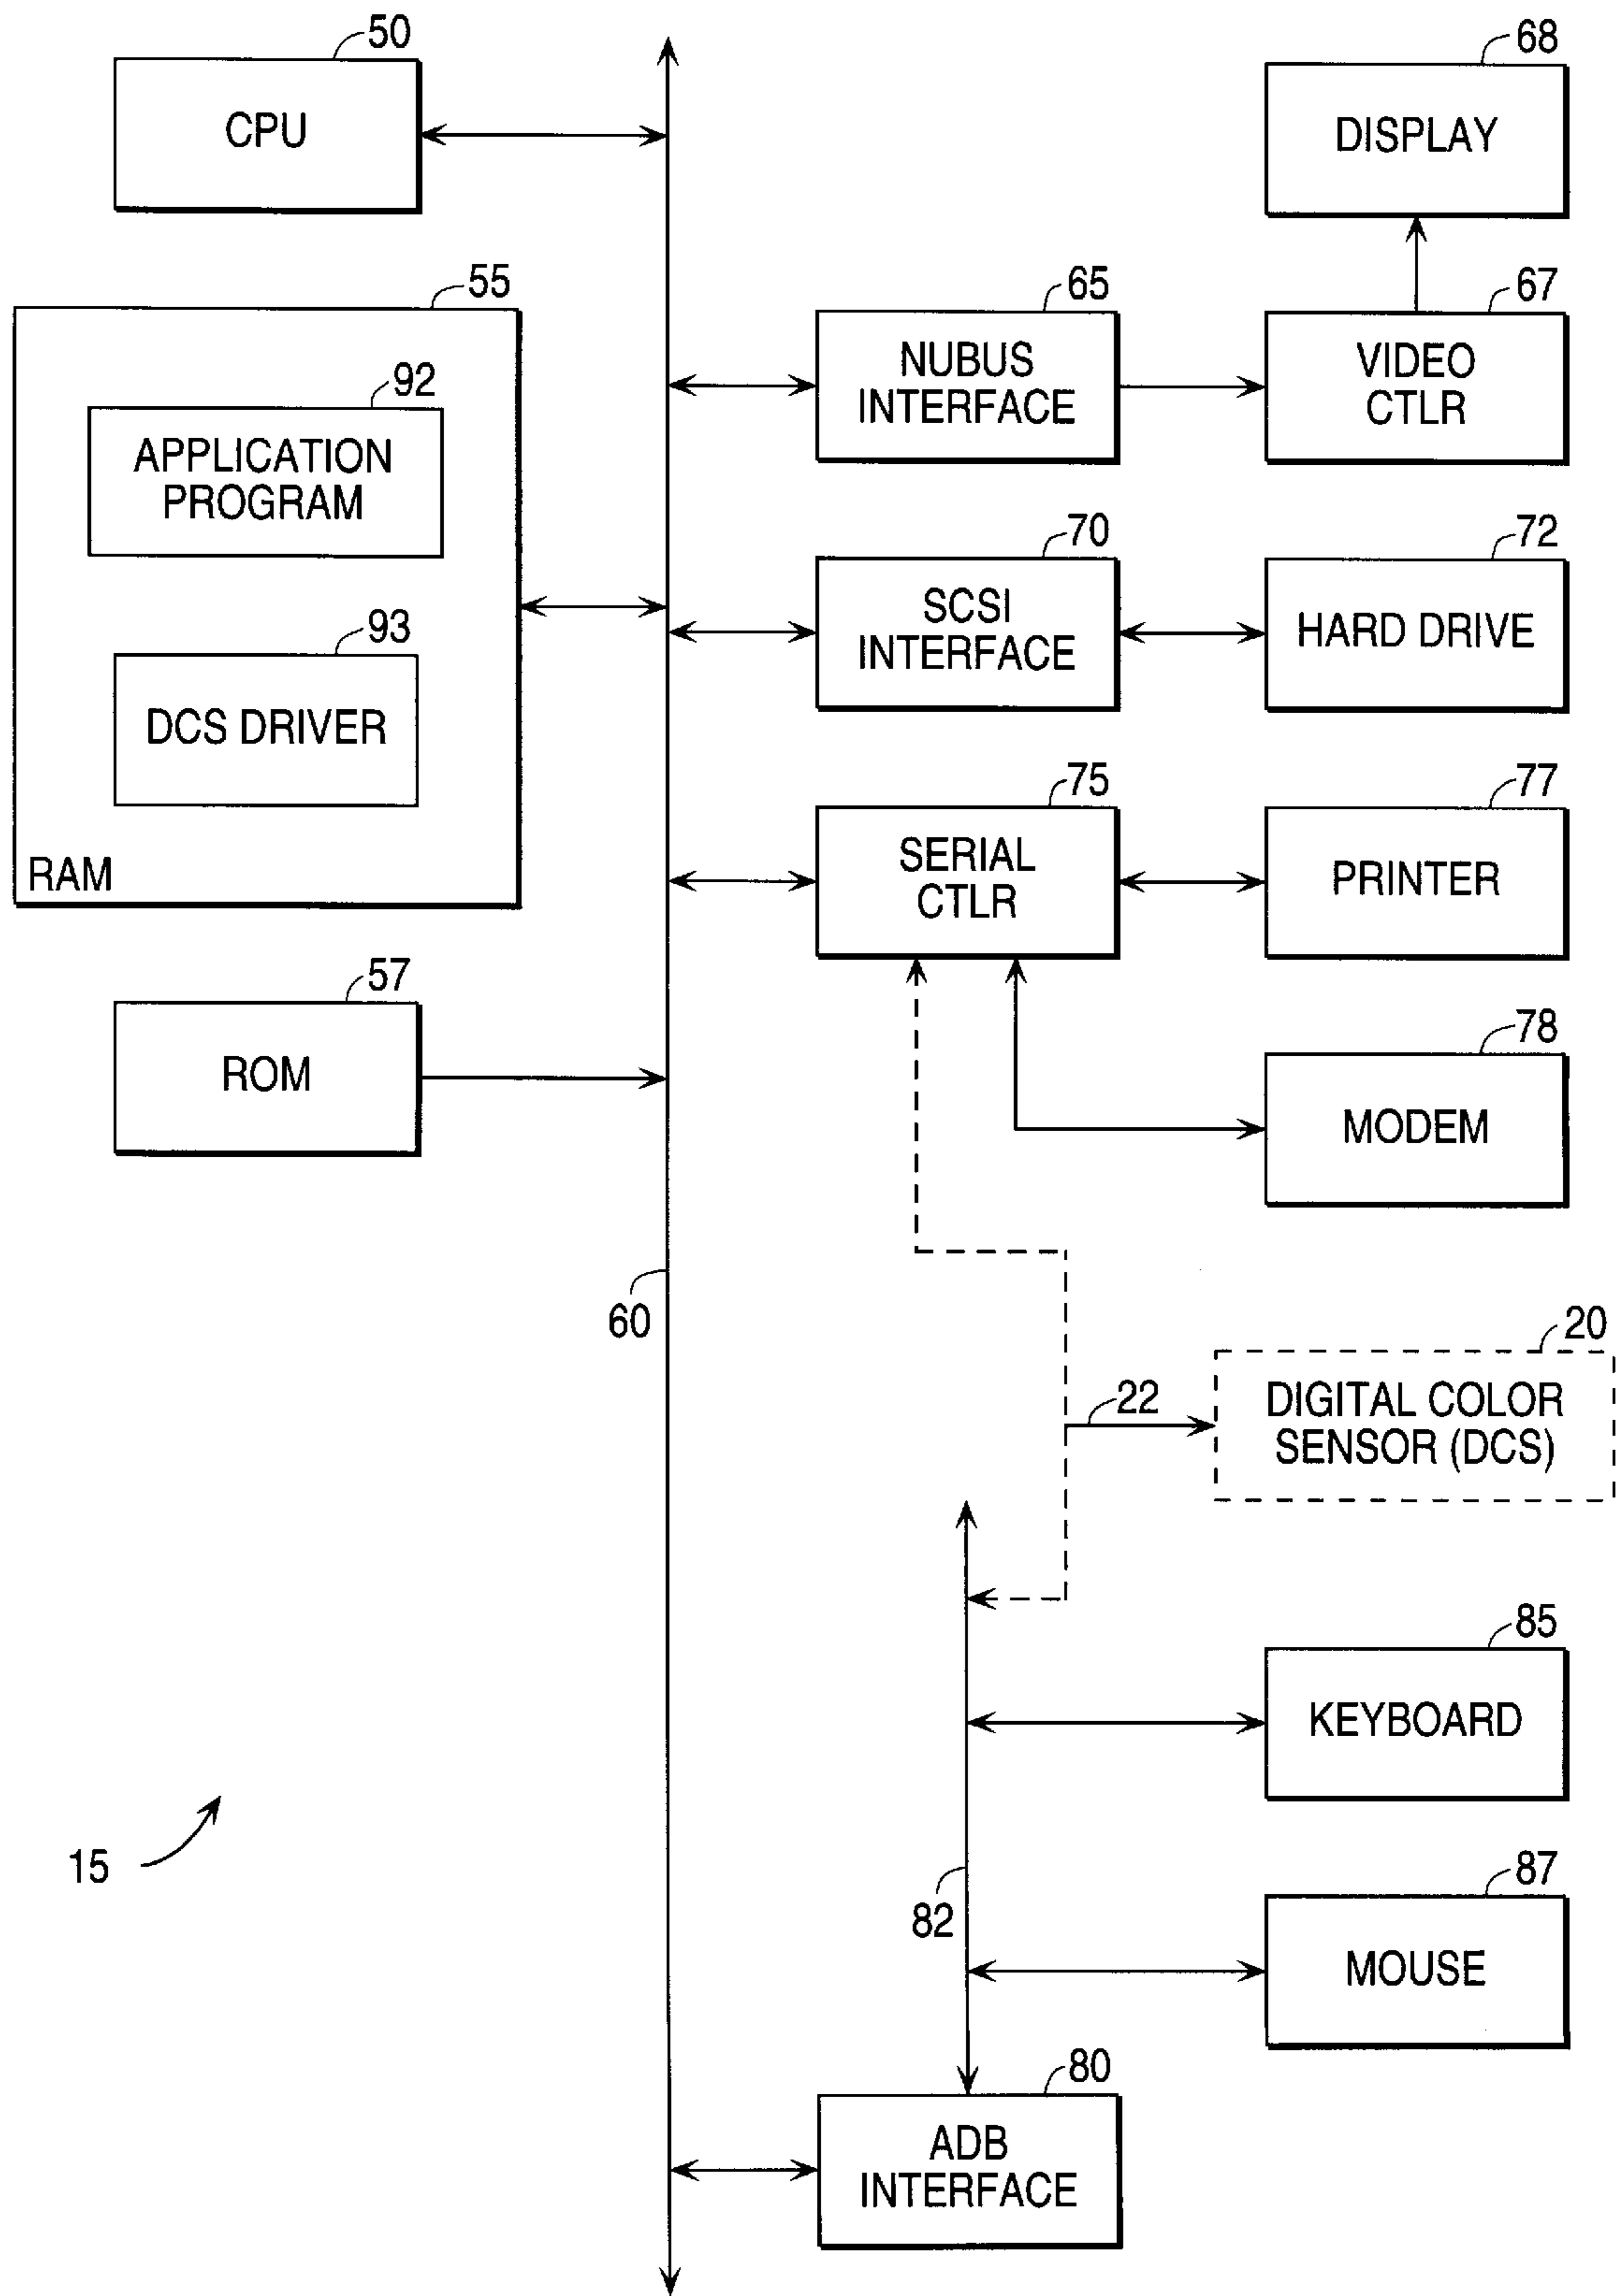 50
CPU
68
DISPLAY
55
92
APPLICATION
PROGRAM
93
DCS DRIVER
RAM
65
NUBUS
INTERFACE
67
VIDEO
CTLR
70
SCSI
INTERFACE
72
HARD DRIVE
75
SERIAL
CTLR
77
PRINTER
57
ROM
78
MODEM
60
22
20
DIGITAL COLOR
SENSOR (DCS)
85
KEYBOARD
15
82
87
MOUSE
80
ADB
INTERFACE